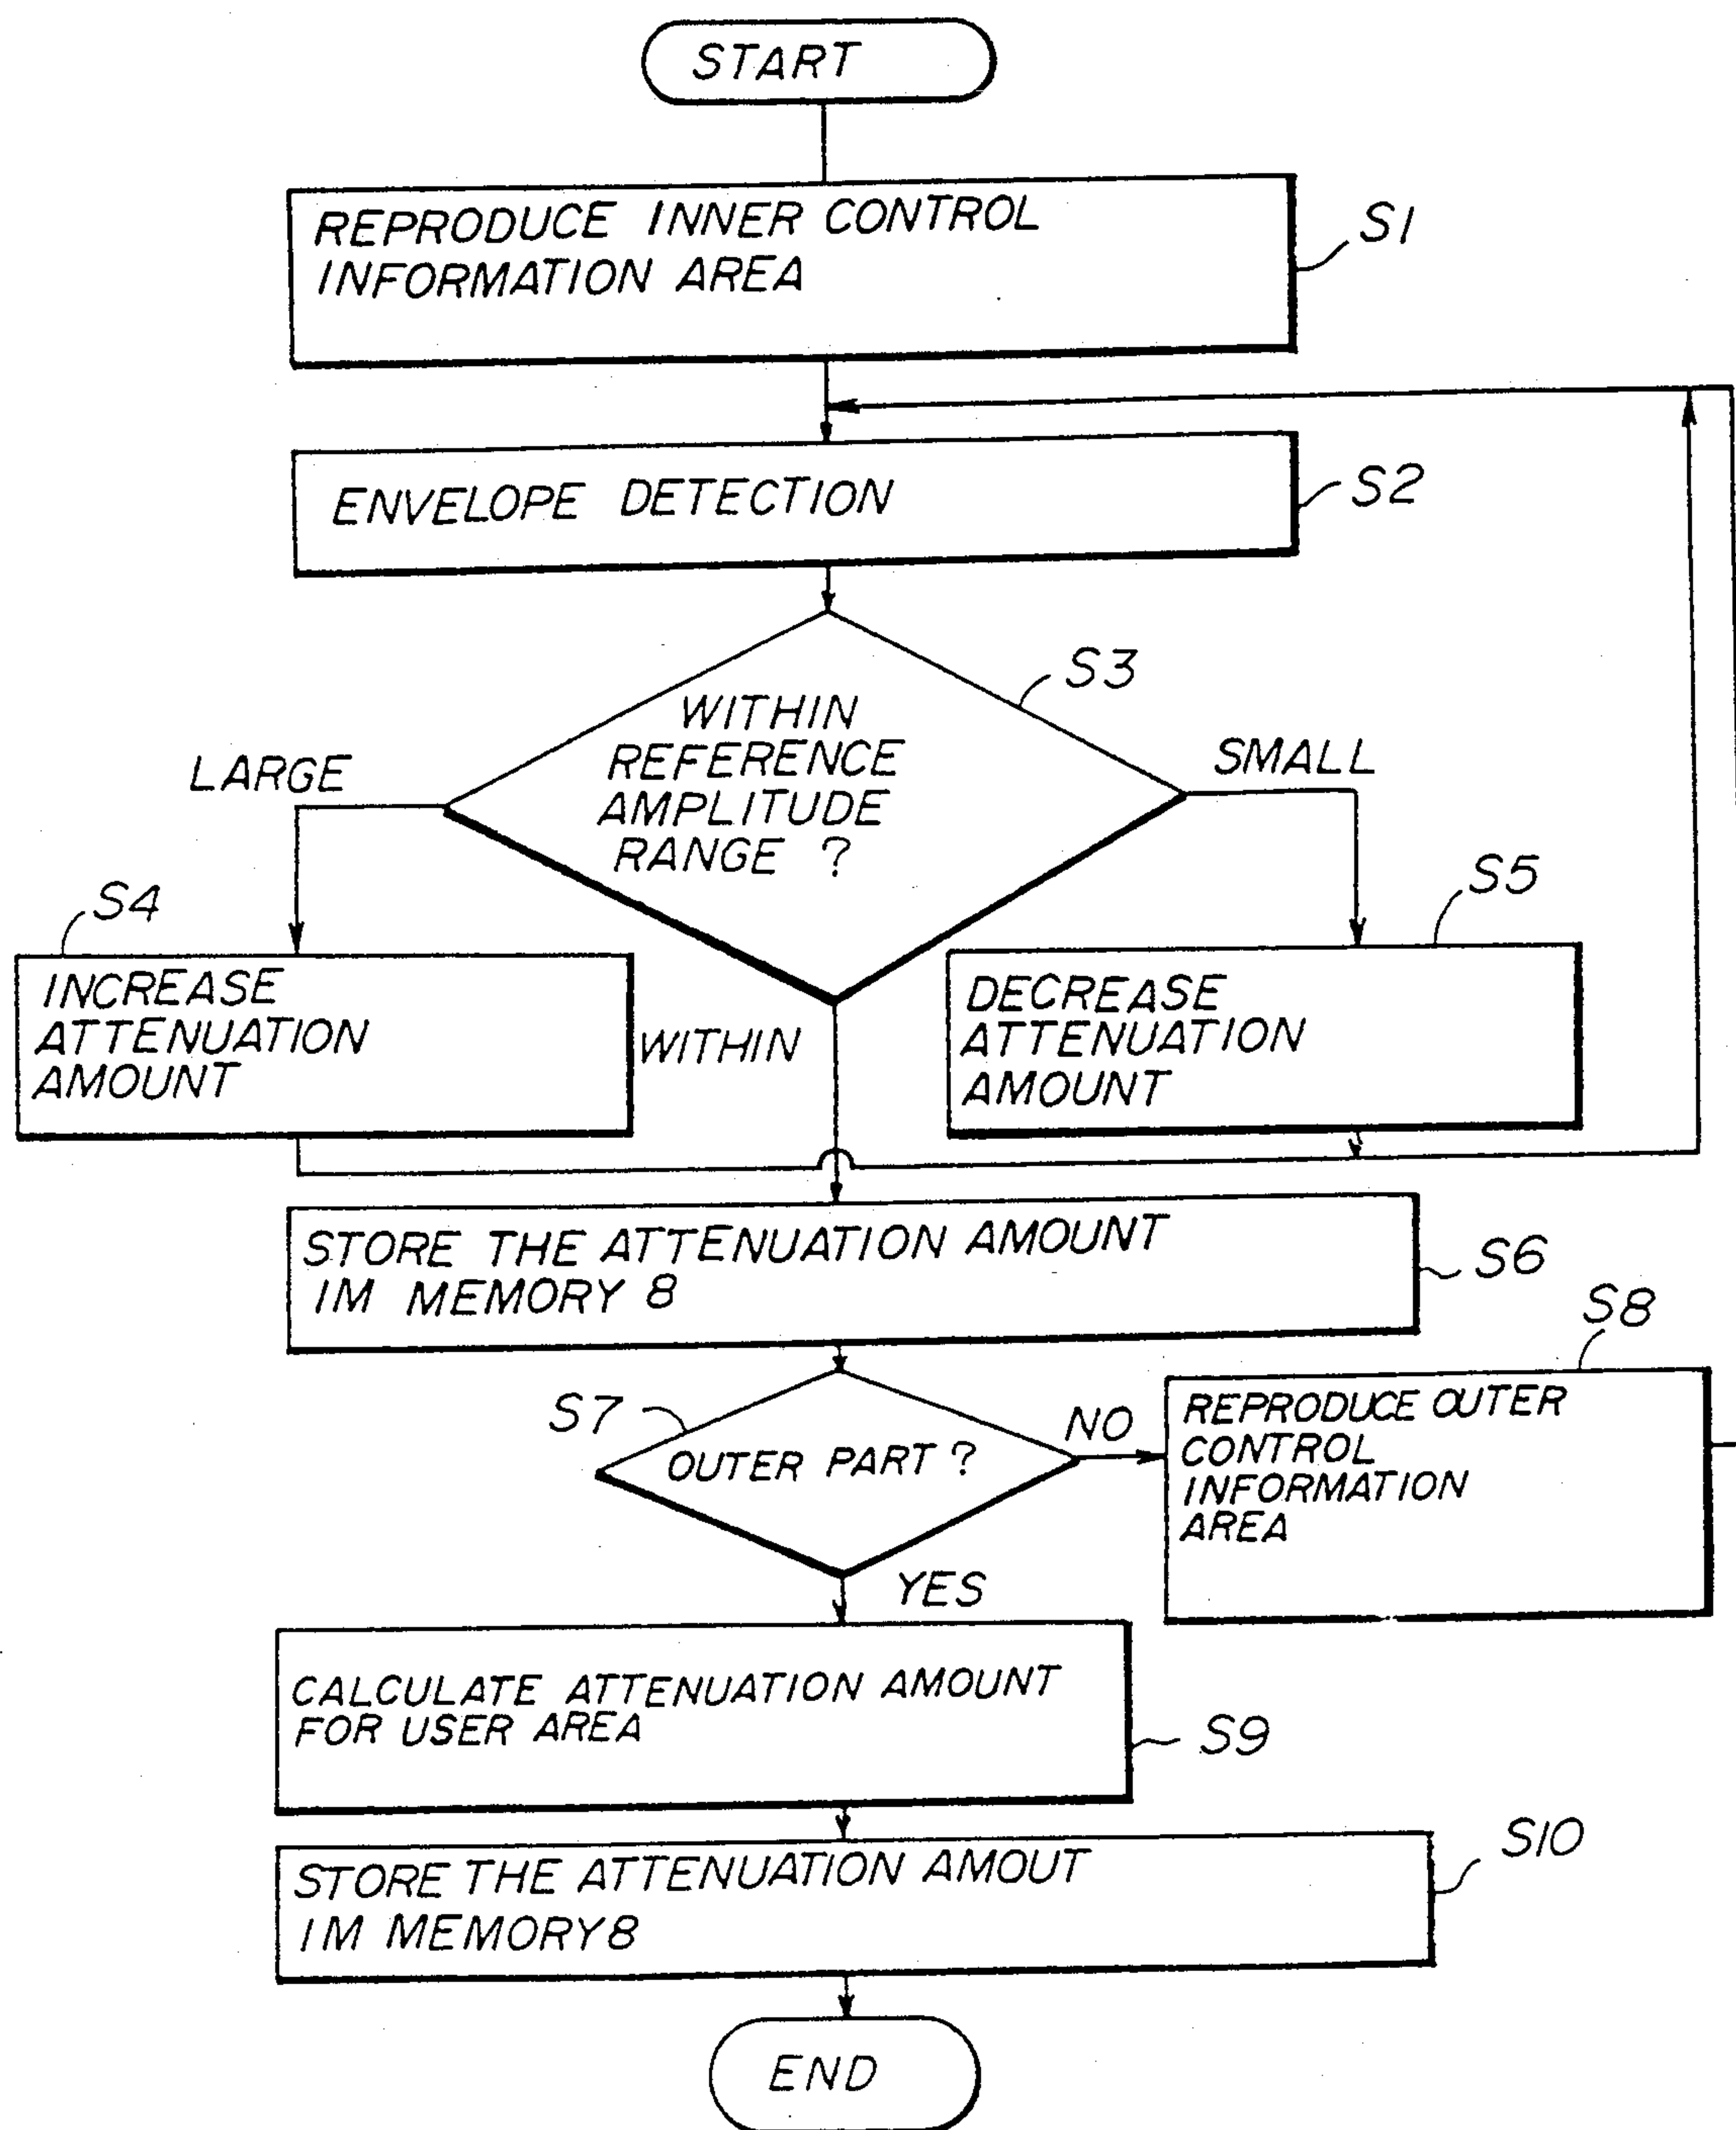 START
REPRODUCE INNER CONTROL
INFORMATION AREA
S1
ENVELOPE DETECTION
S2
WITHIN
REFERENCE
AMPLITUDE
RANGE ?
S3
LARGE
SMALL
S4
INCREASE
ATTENUATION
AMOUNT
WITHIN
S5
DECREASE
ATTENUATION
AMOUNT
STORE THE ATTENUATION AMOUNT
IM MEMORY 8
S6
S7
OUTER PART ?
NO
S8
REPRODUCE OUTER
CONTROL
INFORMATION
AREA
YES
CALCULATE ATTENUATION AMOUNT
FOR USER AREA
S9
STORE THE ATTENUATION AMOUT
IM MEMORY 8
S10
END